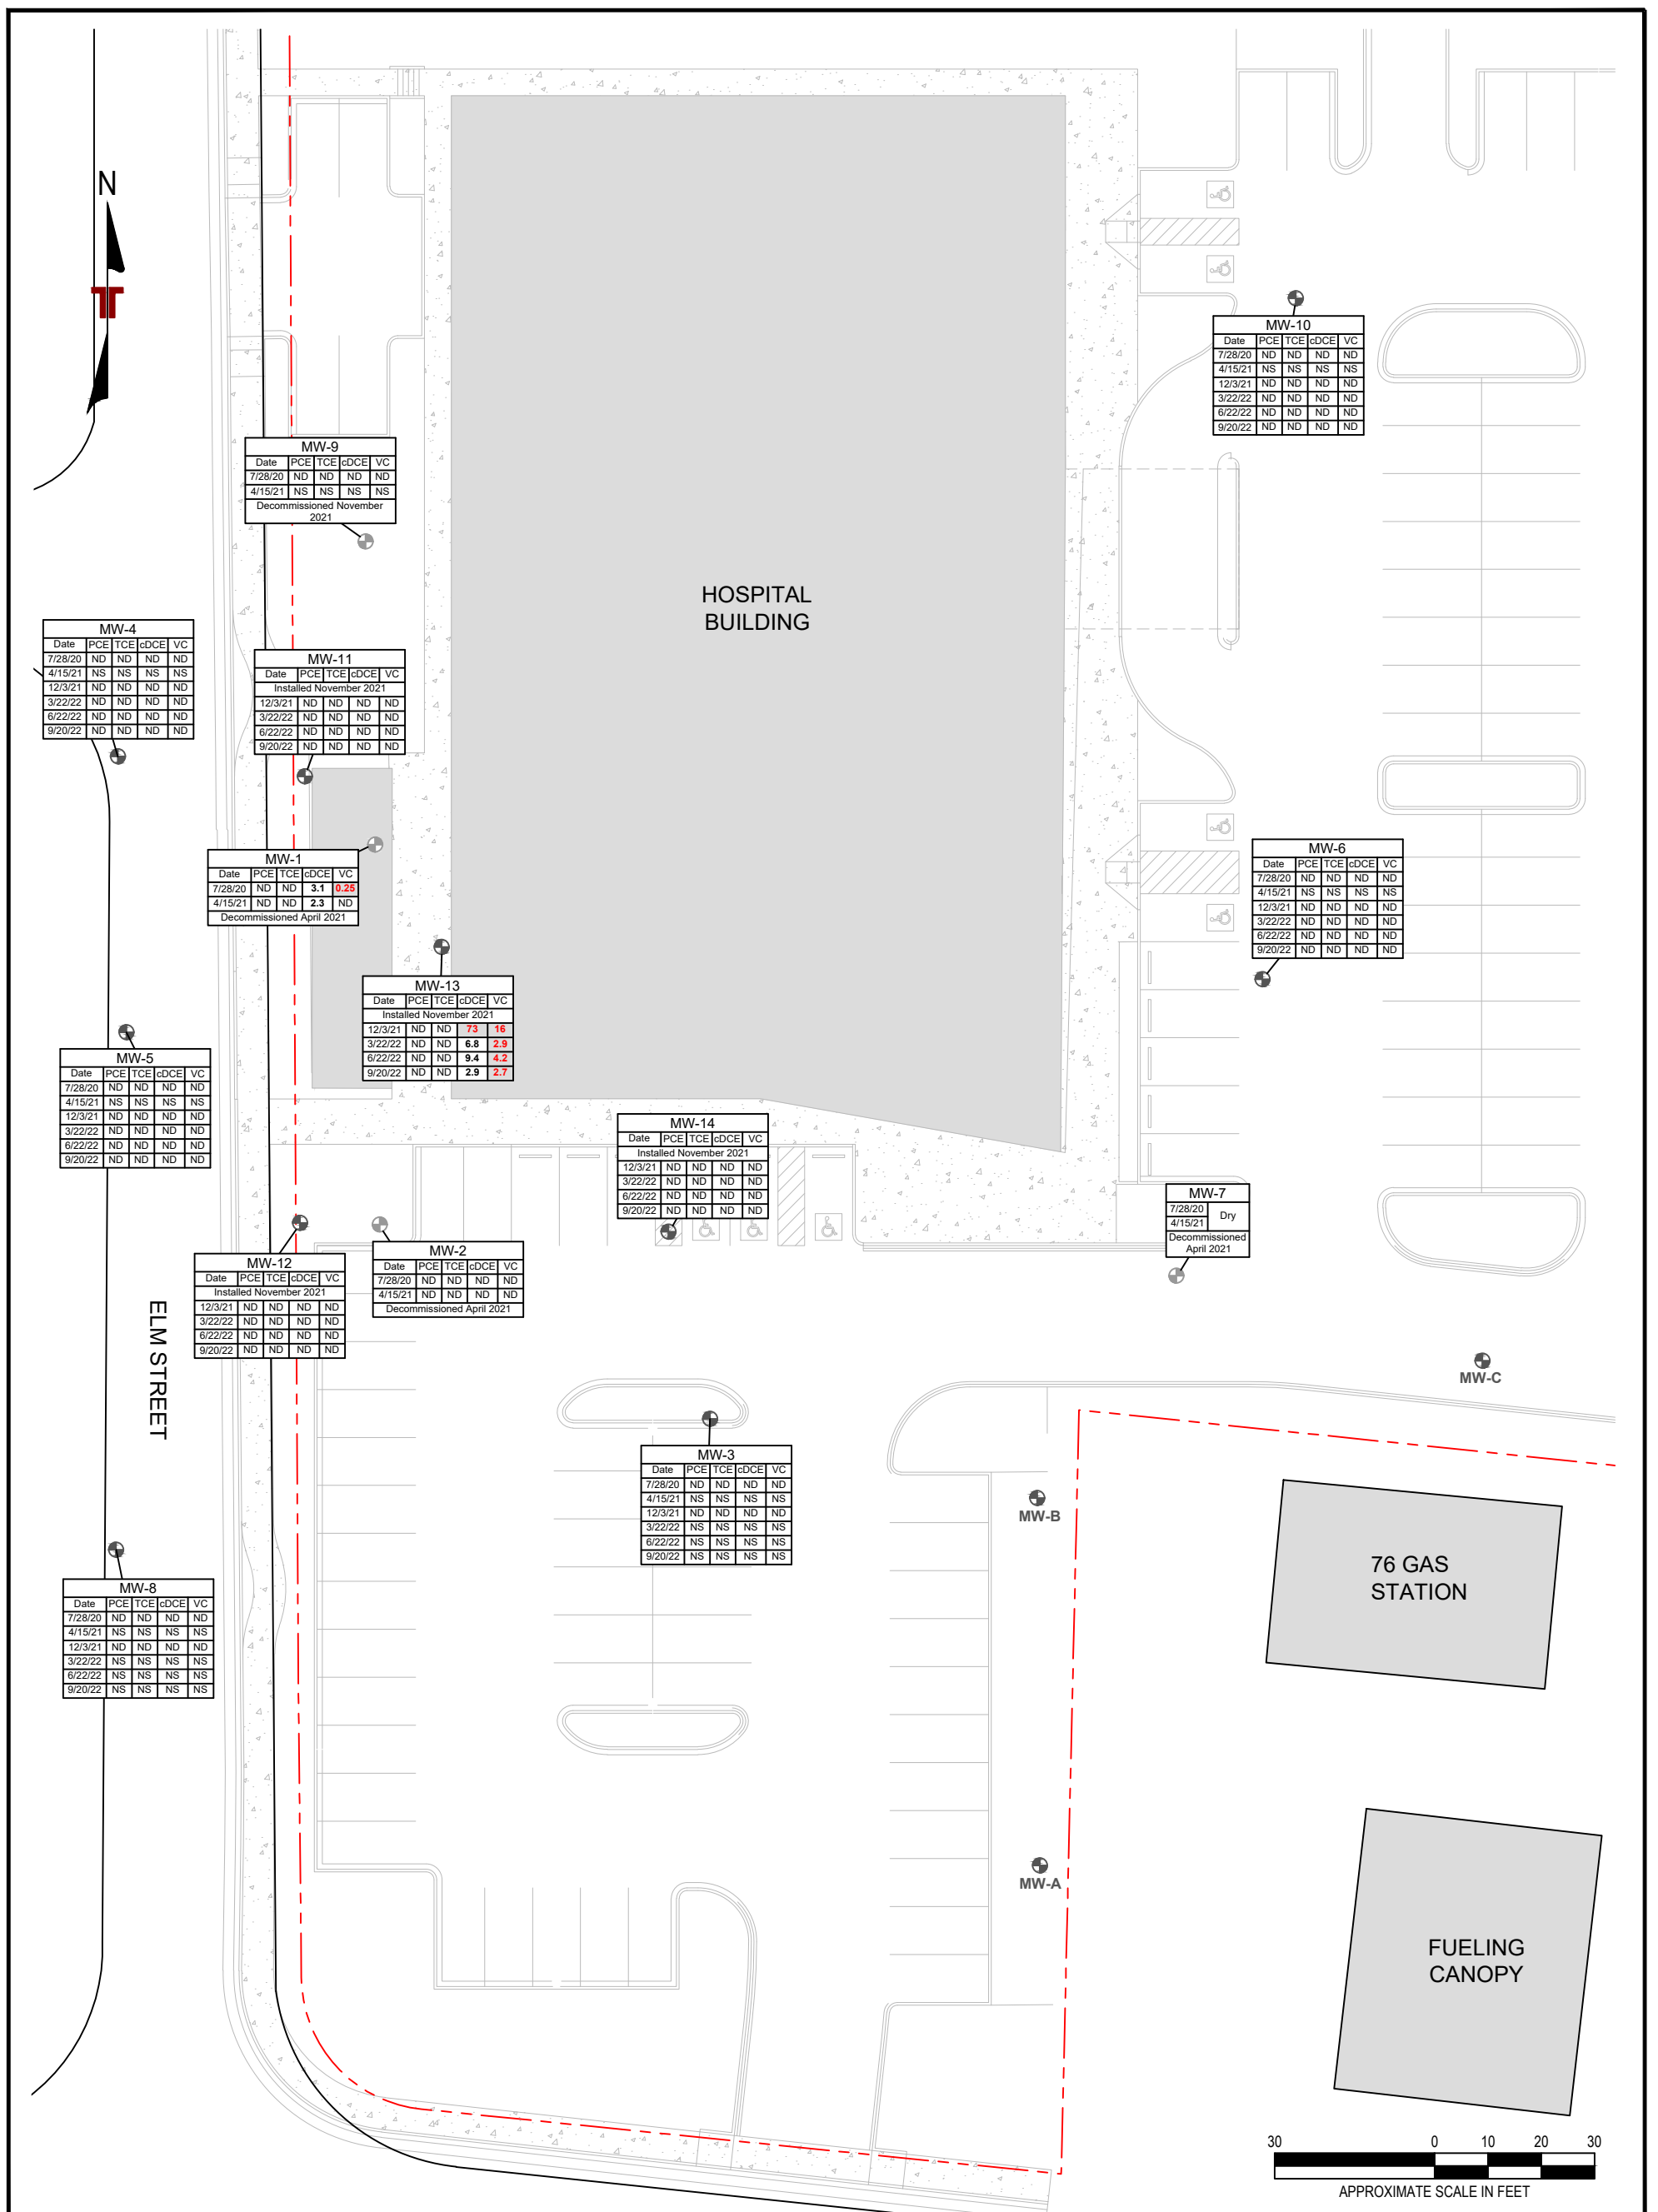 N
MW-10
Date PCE TCE cDCE VC
7/28/20 ND ND ND ND
4/15/21 NS NS NS NS
12/3/21 ND ND ND ND
3/22/22 ND ND ND ND
6/22/22 ND ND ND ND
9/20/22 ND ND ND ND
MW-9
Date PCE TCE cDCE VC
7/28/20 ND ND ND ND
4/15/21 NS NS NS NS
Decommissioned November
2021
HOSPITAL
BUILDING
MW-4
Date PCE TCE cDCE VC
7/28/20 ND ND ND ND
4/15/21 NS NS NS NS
12/3/21 ND ND ND ND
3/22/22 ND ND ND ND
6/22/22 ND ND ND ND
9/20/22 ND ND ND ND
MW-11
Date PCE TCE cDCE VC
Installed November 2021
12/3/21 ND ND ND ND
3/22/22 ND ND ND ND
6/22/22 ND ND ND ND
9/20/22 ND ND ND ND
MW-1
Date PCE TCE cDCE VC
7/28/20 ND ND 3.1 0.25
4/15/21 ND ND 2.3 ND
Decommissioned April 2021
MW-6
Date PCE TCE cDCE VC
7/28/20 ND ND ND ND
4/15/21 NS NS NS NS
12/3/21 ND ND ND ND
3/22/22 ND ND ND ND
6/22/22 ND ND ND ND
9/20/22 ND ND ND ND
MW-13
Date PCE TCE cDCE VC
Installed November 2021
12/3/21 ND ND 73 16
3/22/22 ND ND 6.8 2.9
6/22/22 ND ND 9.4 4.2
9/20/22 ND ND 2.9 2.7
MW-5
Date PCE TCE cDCE VC
7/28/20 ND ND ND ND
4/15/21 NS NS NS NS
12/3/21 ND ND ND ND
3/22/22 ND ND ND ND
6/22/22 ND ND ND ND
9/20/22 ND ND ND ND
MW-14
Date PCE TCE cDCE VC
Installed November 2021
12/3/21 ND ND ND ND
3/22/22 ND ND ND ND
6/22/22 ND ND ND ND
9/20/22 ND ND ND ND
MW-7
7/28/20 Dry
4/15/21
Decommissioned
April 2021
MW-12
Date PCE TCE cDCE VC
Installed November 2021
12/3/21 ND ND ND ND
3/22/22 ND ND ND ND
6/22/22 ND ND ND ND
9/20/22 ND ND ND ND
MW-2
Date PCE TCE cDCE VC
7/28/20 ND ND ND ND
4/15/21 ND ND ND ND
Decommissioned April 2021
ELM STREET
MW-C
MW-3
Date PCE TCE cDCE VC
7/28/20 ND ND ND ND
4/15/21 NS NS NS NS
12/3/21 ND ND ND ND
3/22/22 NS NS NS NS
6/22/22 NS NS NS NS
9/20/22 NS NS NS NS
MW-B
76 GAS
STATION
MW-8
Date PCE TCE cDCE VC
7/28/20 ND ND ND ND
4/15/21 NS NS NS NS
12/3/21 ND ND ND ND
3/22/22 NS NS NS NS
6/22/22 NS NS NS NS
9/20/22 NS NS NS NS
MW-A
FUELING
CANOPY
30 0 10 20 30
APPROXIMATE SCALE IN FEET